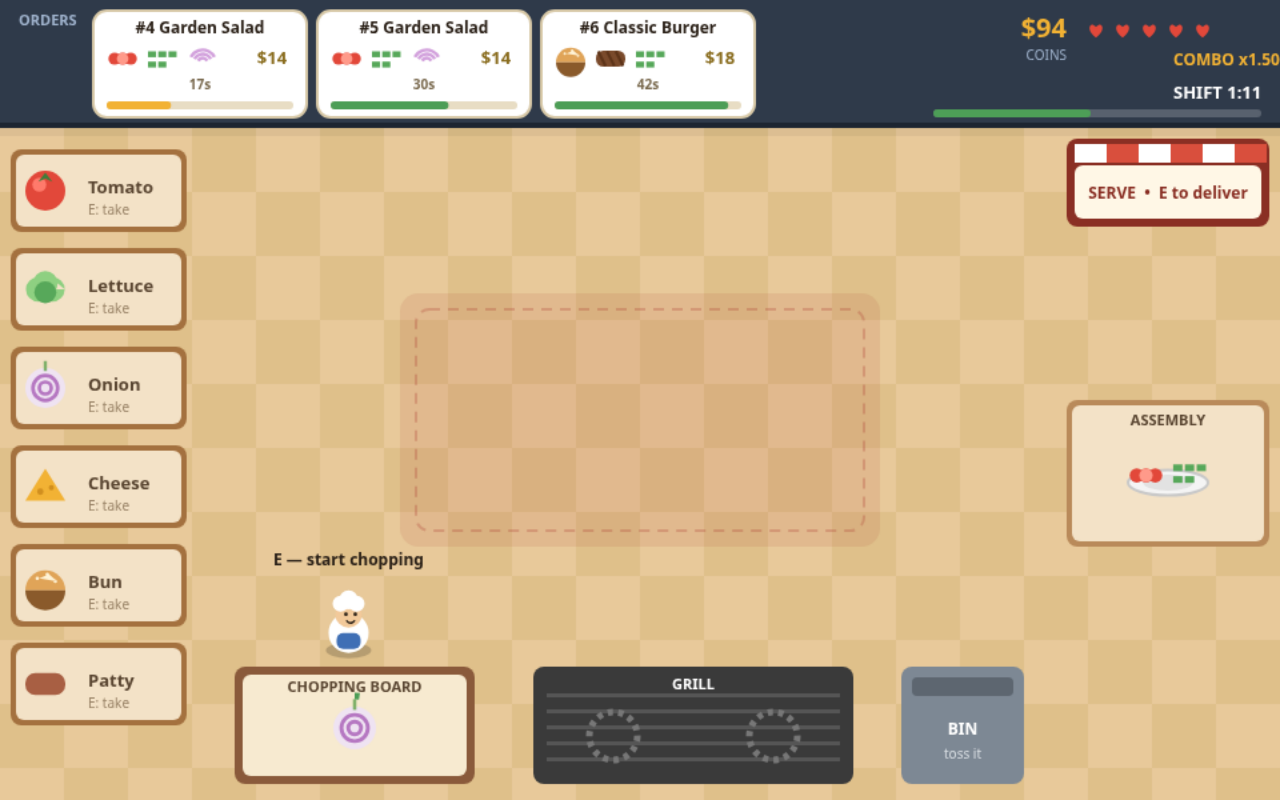 ORDERS
#4 Garden Salad
$14
17s
#5 Garden Salad
$14
30s
#6 Classic Burger
$18
42s
$94
COINS
COMBO x1.50
SHIFT 1:11
SERVE • E to deliver
Tomato
E: take
Lettuce
E: take
Onion
E: take
Cheese
E: take
Bun
E: take
Patty
E: take
ASSEMBLY
E — start chopping
CHOPPING BOARD
GRILL
BIN
toss it